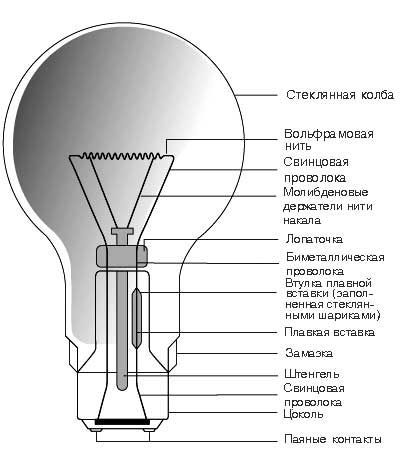 Стеклянная колба
Вольфрамовая
нить
Свинцовая
проволока
Молибденовые
держатели нити
накала
Лопаточка
Биметаллическая
проволока
Втулка плавной
вставки (запол-
ненная стеклян-
ными шариками)
Плавкая вставка
Замазка
Штенгель
Свинцовая
проволока
Цоколь
Паяные контакты